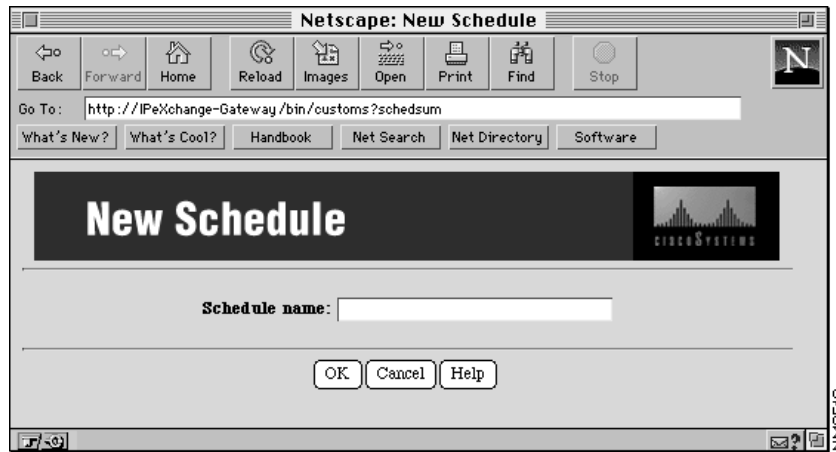 Netscape: New Schedule
Back Forward Home Reload Images Open Print Find Stop N
Go To: http://IPeXchange-Gateway/bin/customs?schedsum
What's New? What's Cool? Handbook Net Search Net Directory Software
New Schedule
CISCO SYSTEMS
Schedule name:
OK Cancel Help
?